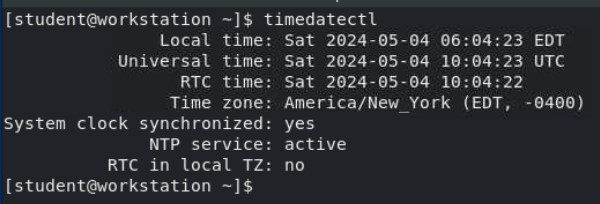 [student@workstation ~]$ timedatectl
Local time: Sat 2024-05-04 06:04:23 EDT
Universal time: Sat 2024-05-04 10:04:23 UTC
RTC time: Sat 2024-05-04 10:04:22
Time zone: America/New_York (EDT, -0400)
System clock synchronized: yes
NTP service: active
RTC in local TZ: no
[student@workstation ~]$